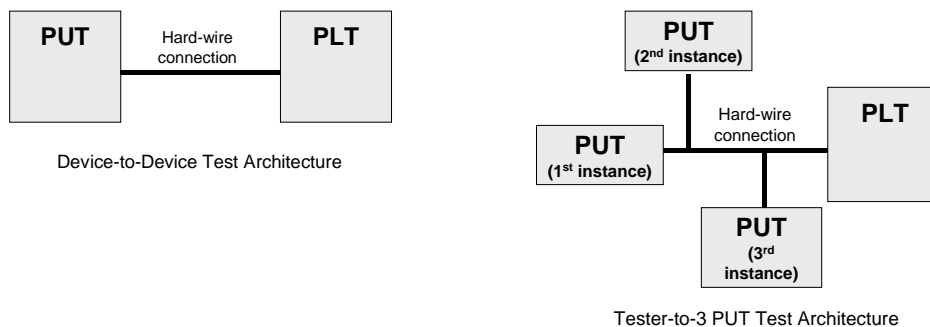 PUT
Hard-wire
connection
PLT
Device-to-Device Test Architecture
PUT
(2nd instance)
Hard-wire
connection
PLT
PUT
(1st instance)
PUT
(3rd
instance)
Tester-to-3 PUT Test Architecture